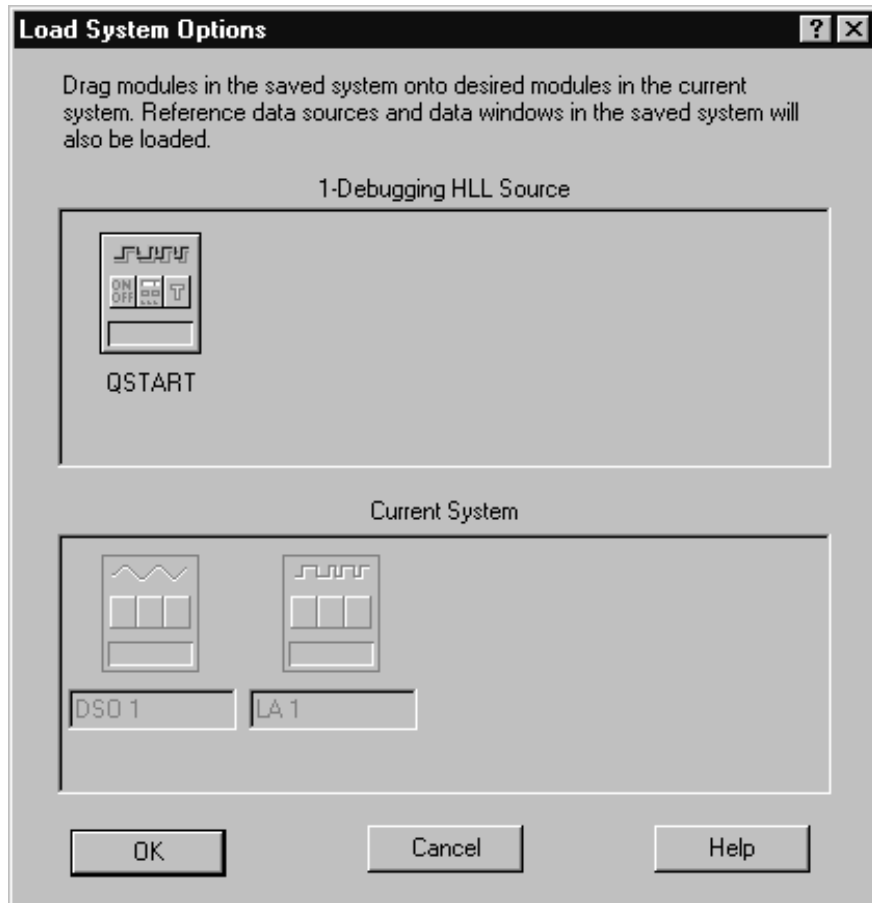 Load System Options
Drag modules in the saved system onto desired modules in the current
system. Reference data sources and data windows in the saved system will
also be loaded.
1-Debugging HLL Source
ON
OFF
T
QSTART
Current System
DSO 1
LA 1
OK
Cancel
Help